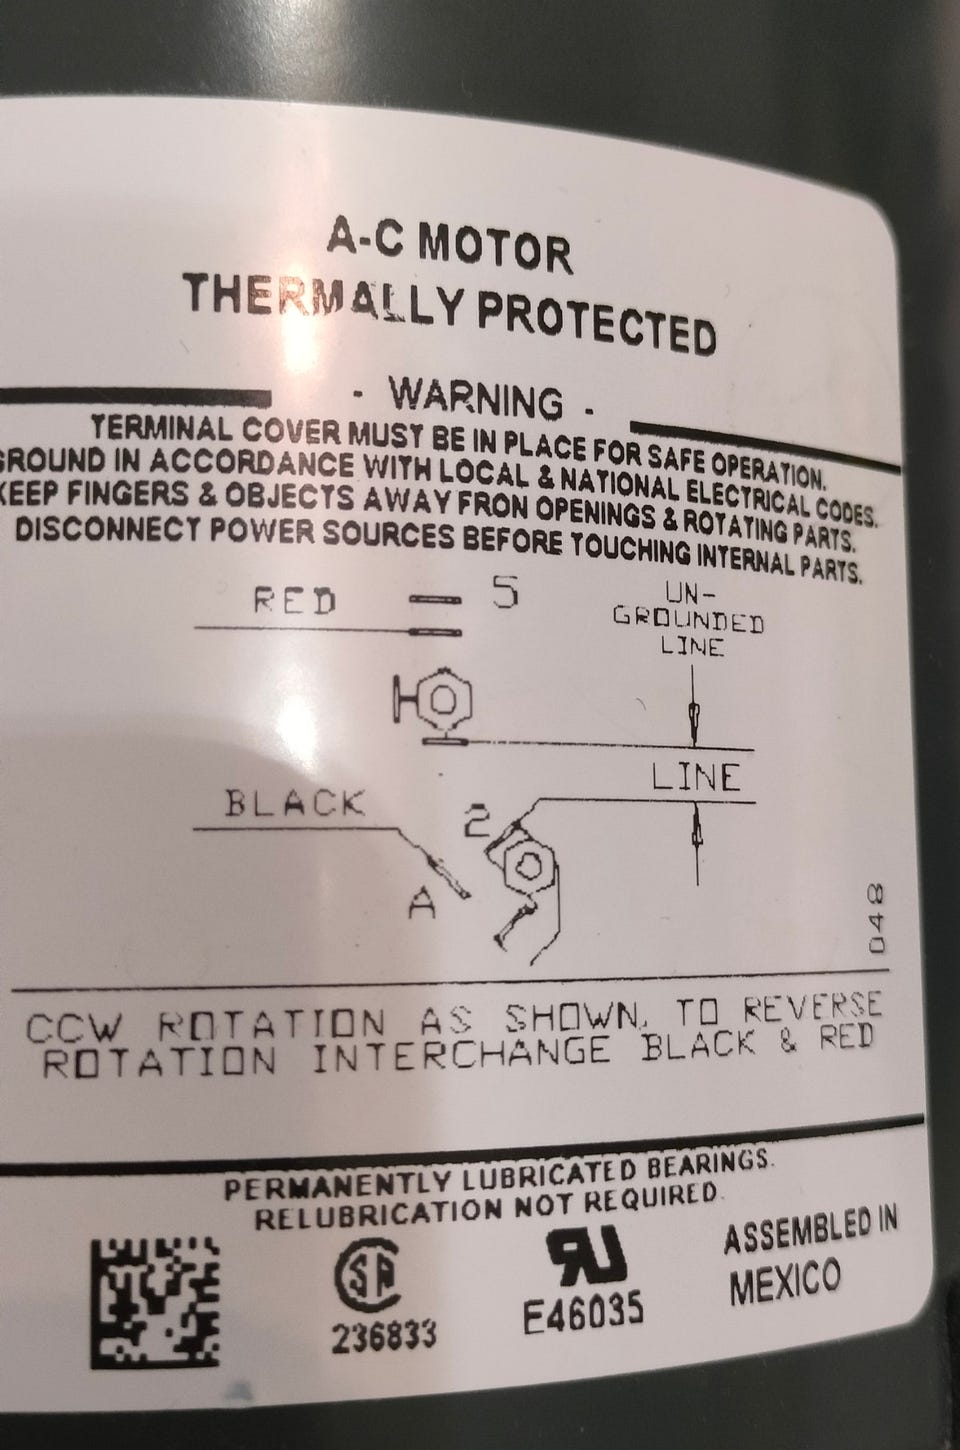 A-C MOTOR
THERMALLY PROTECTED
- WARNING -
TERMINAL COVER MUST BE IN PLACE FOR SAFE OPERATION.
GROUND IN ACCORDANCE WITH LOCAL & NATIONAL ELECTRICAL CODES.
KEEP FINGERS & OBJECTS AWAY FRON OPENINGS & ROTATING PARTS.
DISCONNECT POWER SOURCES BEFORE TOUCHING INTERNAL PARTS.
RED 5 UN-
GROUNDED
LINE
LINE
BLACK 2
A
048
CCW ROTATION AS SHOWN, TO REVERSE
ROTATION INTERCHANGE BLACK & RED
PERMANENTLY LUBRICATED BEARINGS.
RELUBRICATION NOT REQUIRED.
SA
236833
RU
E46035
ASSEMBLED IN
MEXICO